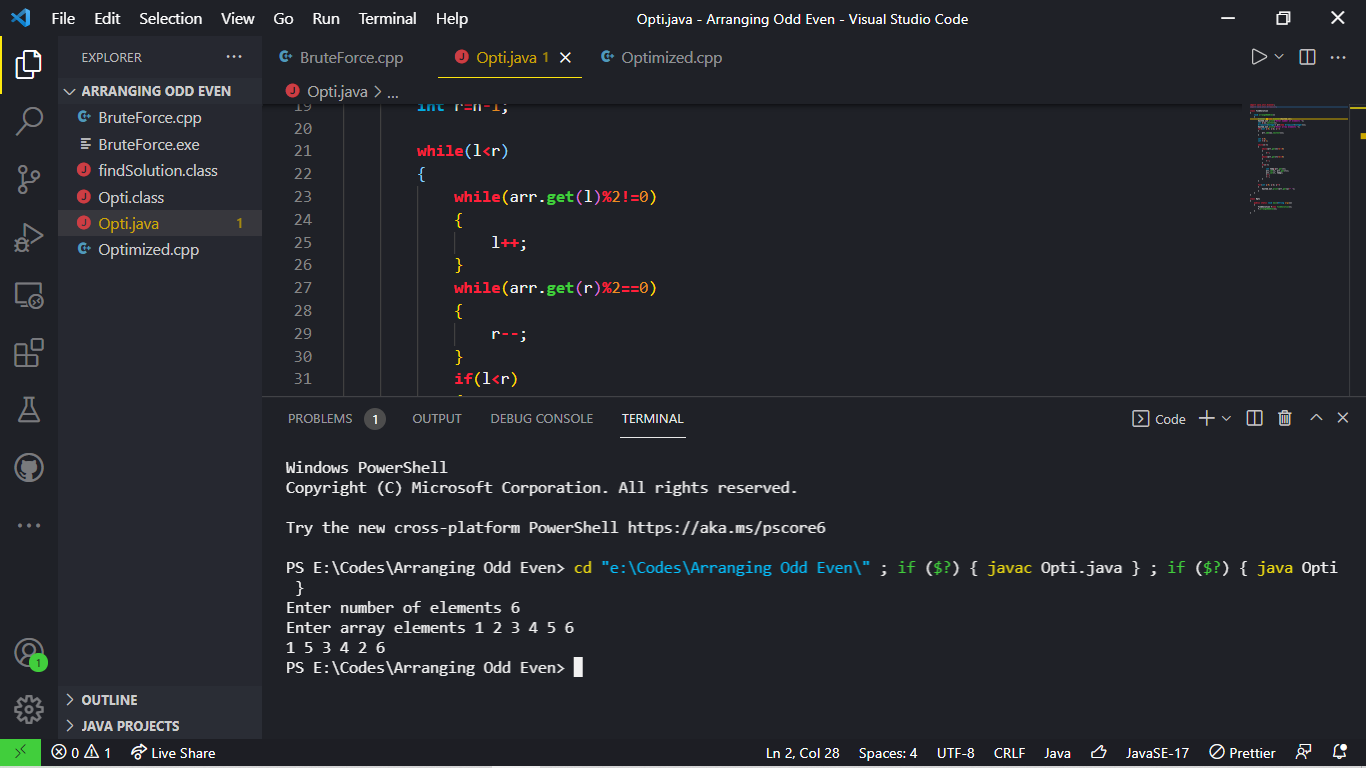 File Edit Selection View Go Run Terminal Help
Opti.java - Arranging Odd Even - Visual Studio Code
EXPLORER
BruteForce.cpp
Opti.java 1
Optimized.cpp
ARRANGING ODD EVEN
Opti.java > ...
BruteForce.cpp
BruteForce.exe
findSolution.class
Opti.class
Opti.java 1
Optimized.cpp
19 int r=n-1;
20
21 while(l<r)
22 {
23 while(arr.get(l)%2!=0)
24 {
25 l++;
26 }
27 while(arr.get(r)%2==0)
28 {
29 r--;
30 }
31 if(l<r)
PROBLEMS 1 OUTPUT DEBUG CONSOLE TERMINAL
Code
Windows PowerShell
Copyright (C) Microsoft Corporation. All rights reserved.
Try the new cross-platform PowerShell https://aka.ms/pscore6
PS E:\Codes\Arranging Odd Even> cd "e:\Codes\Arranging Odd Even\" ; if ($?) { javac Opti.java } ; if ($?) { java Opti
}
Enter number of elements 6
Enter array elements 1 2 3 4 5 6
1 5 3 4 2 6
PS E:\Codes\Arranging Odd Even>
1
OUTLINE
JAVA PROJECTS
0 1 Live Share
Ln 2, Col 28 Spaces: 4 UTF-8 CRLF Java JavaSE-17 Prettier